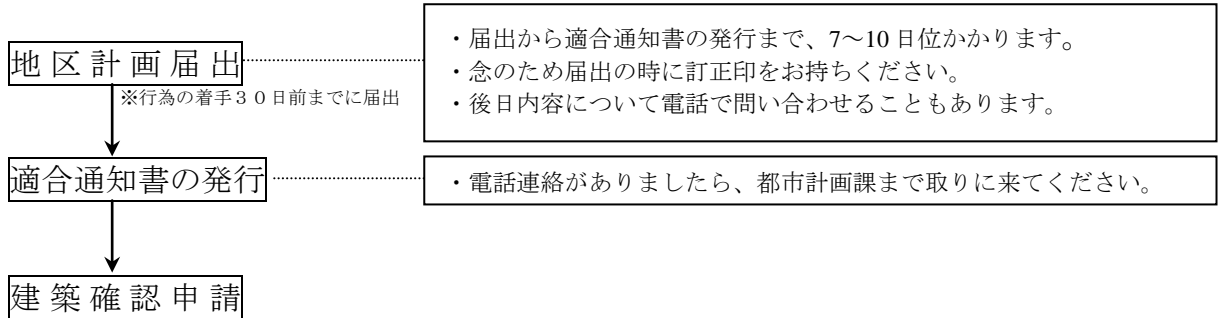 地区計画届出
・届出から適合通知書の発行まで、7～10日位かかります。
・念のため届出の時に訂正印をお持ちください。
・後日内容について電話で問い合わせることもあります。
※行為の着手３０日前までに届出
適合通知書の発行
・電話連絡がありましたら、都市計画課まで取りに来てください。
建築確認申請